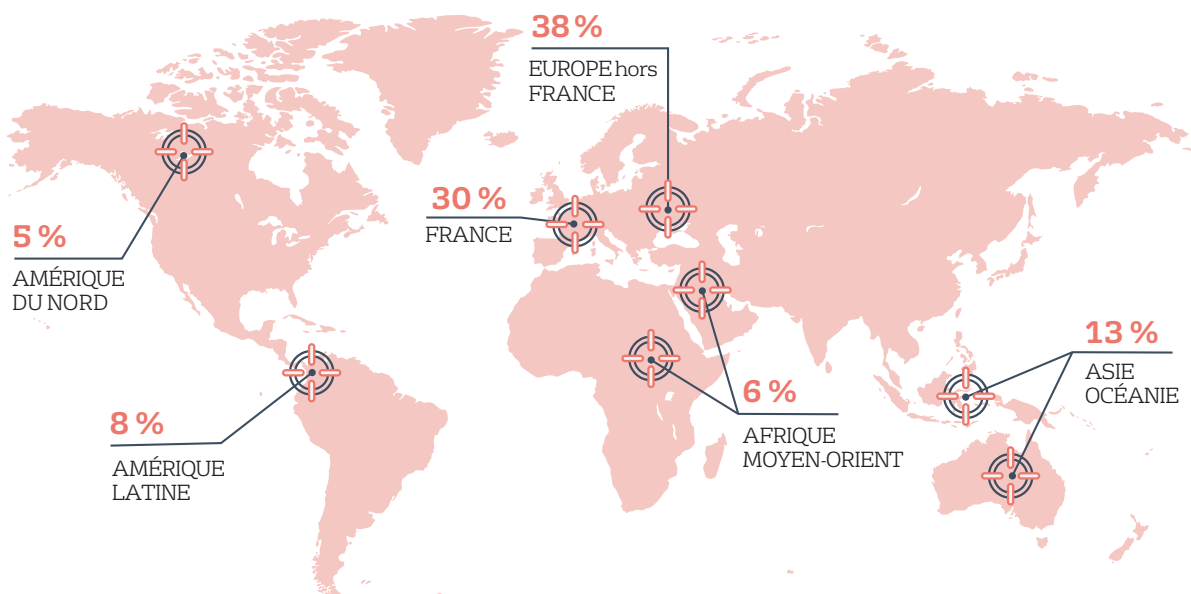 38 %
EUROPE hors
FRANCE
30 %
FRANCE
5 %
AMÉRIQUE
DU NORD
13 %
ASIE
OCÉANIE
6 %
AFRIQUE
MOYEN-ORIENT
8 %
AMÉRIQUE
LATINE